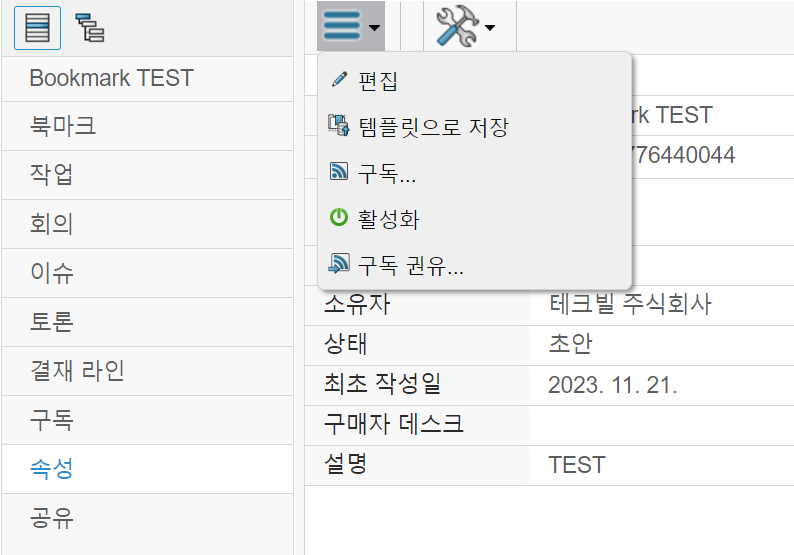 Bookmark TEST
북마크
작업
회의
이슈
토론
결재 라인
구독
속성
공유
편집
템플릿으로 저장
구독...
활성화
구독 권유...
rk TEST
776440044
소유자 테크빌 주식회사
상태 초안
최초 작성일 2023. 11. 21.
구매자 데스크
설명 TEST